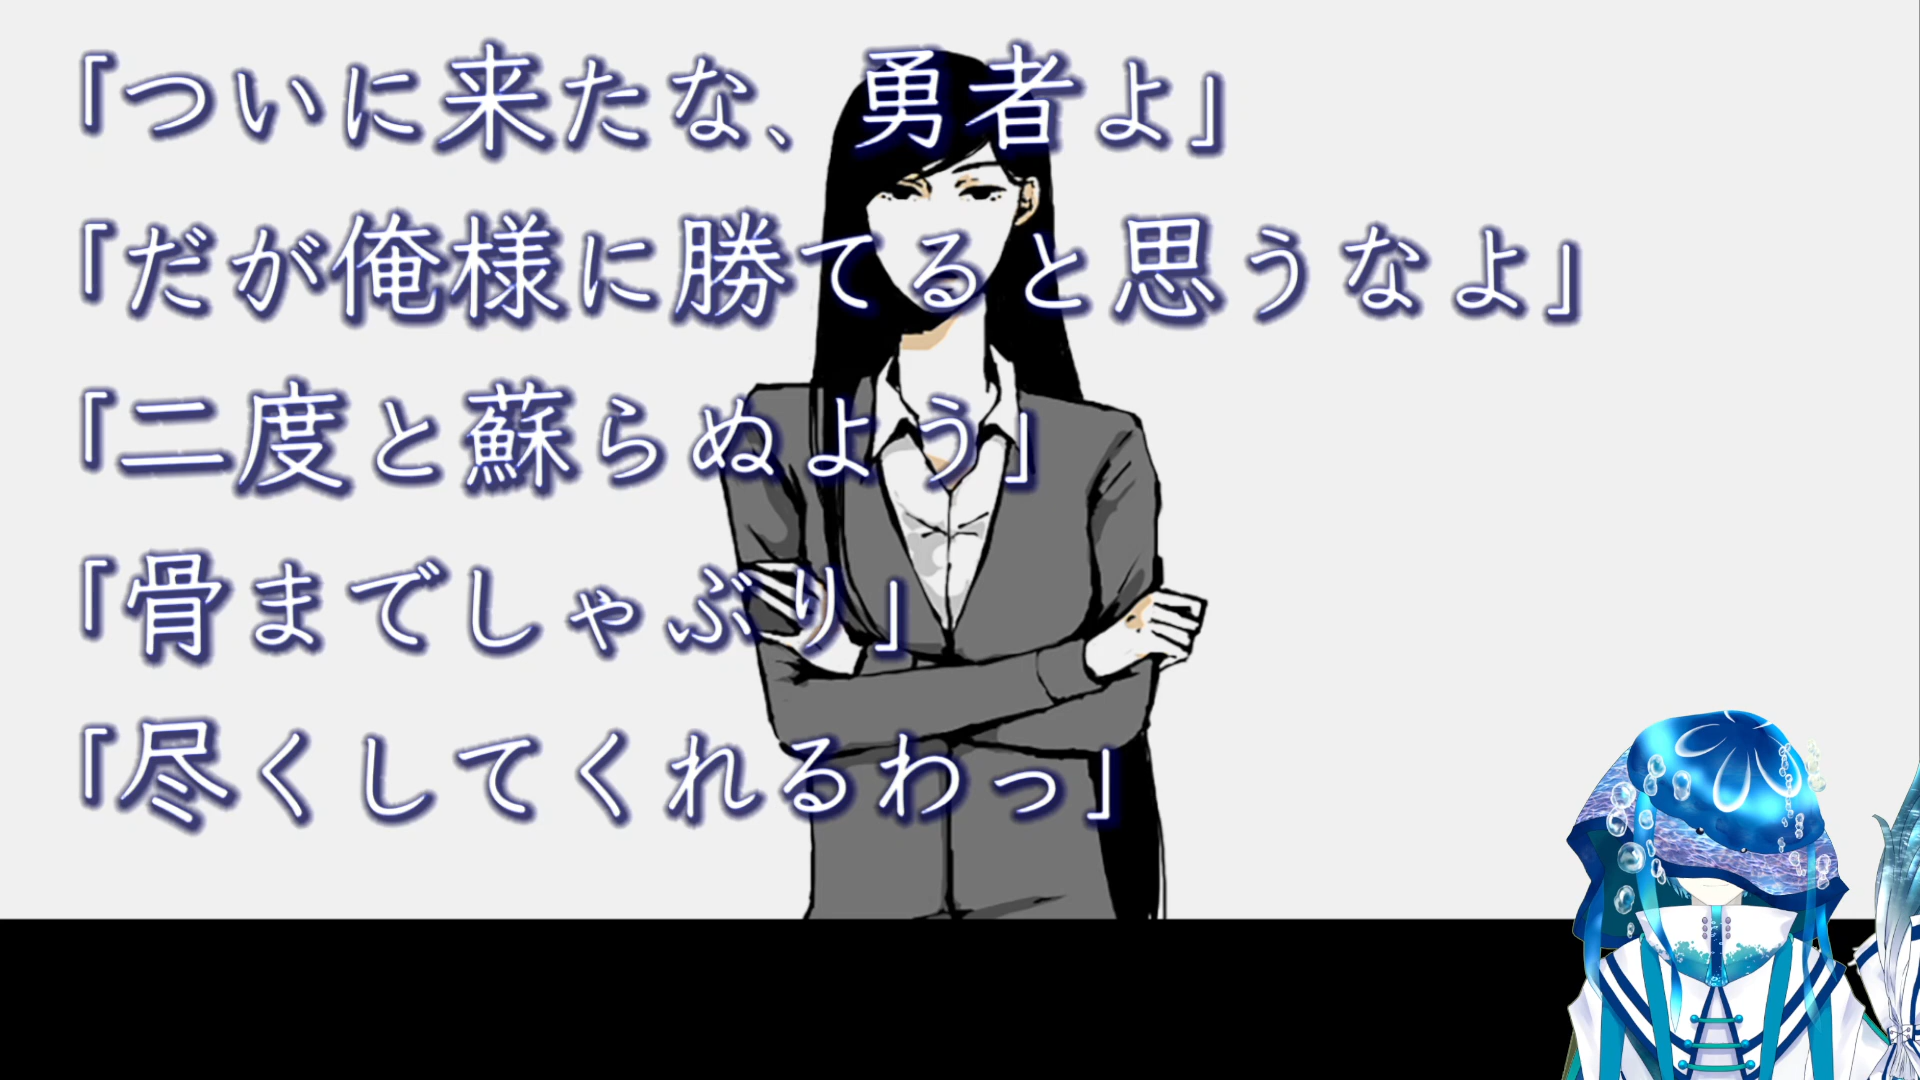 「ついに来たな、勇者よ」
「だが俺様に勝てると思うなよ」
「二度と蘇らぬよう」
「骨までしゃぶり」
「尽くしてくれるわっ」